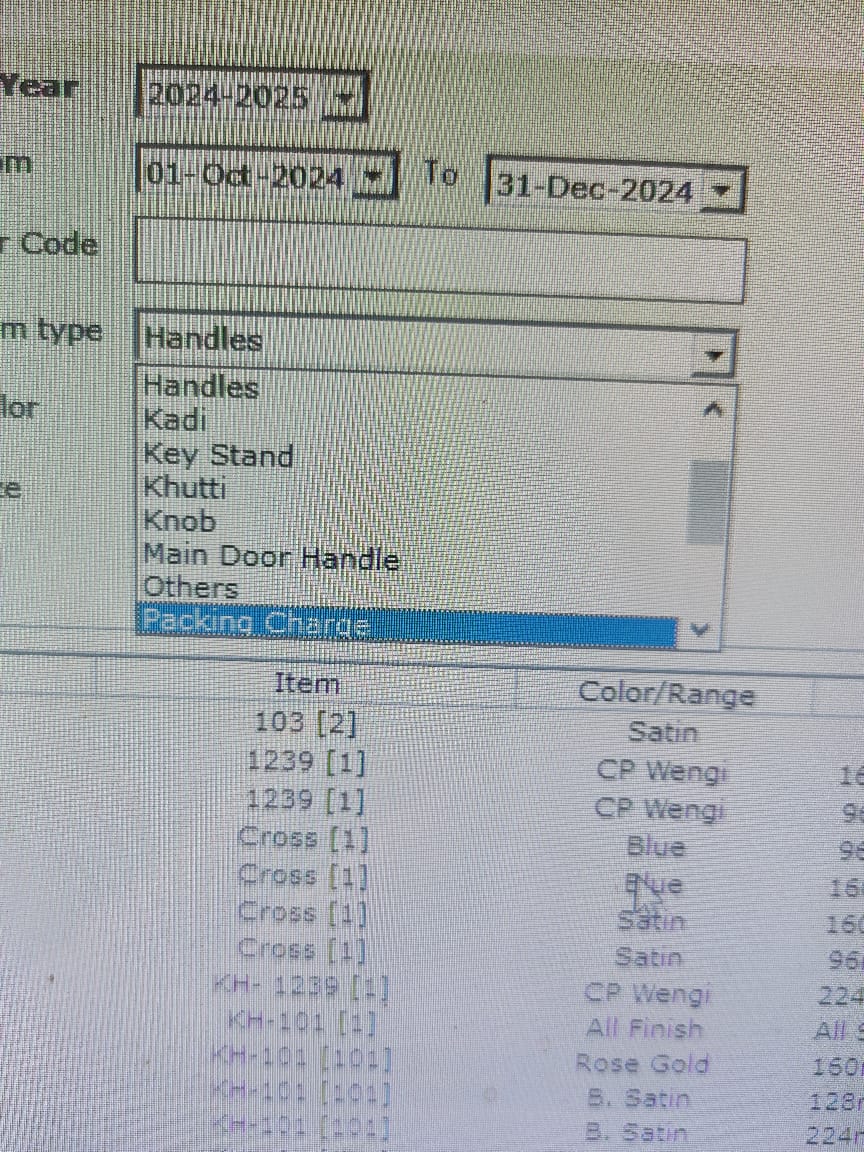 Year 2024-2025
m 01-Oct-2024 To 31-Dec-2024
r Code
m type Handles
Handles
lor
Kadi
Key Stand
Khutti
Knob
Main Door Handle
Others
Packing Charge
Item Color/Range
103 [2] Satin
1239 [1] CP Wengi 16
1239 [1] CP Wengi 96
Cross [1] Blue 96
Cross [1] Blue 16
Cross [1] Satin 160
Cross [1] Satin 96
KH- 1239 [1] CP Wengi 224
KH-101 [1] All Finish All S
KH-101 [101] Rose Gold 160
KH-101 [101] B. Satin 128
KH-101 [101] B. Satin 224